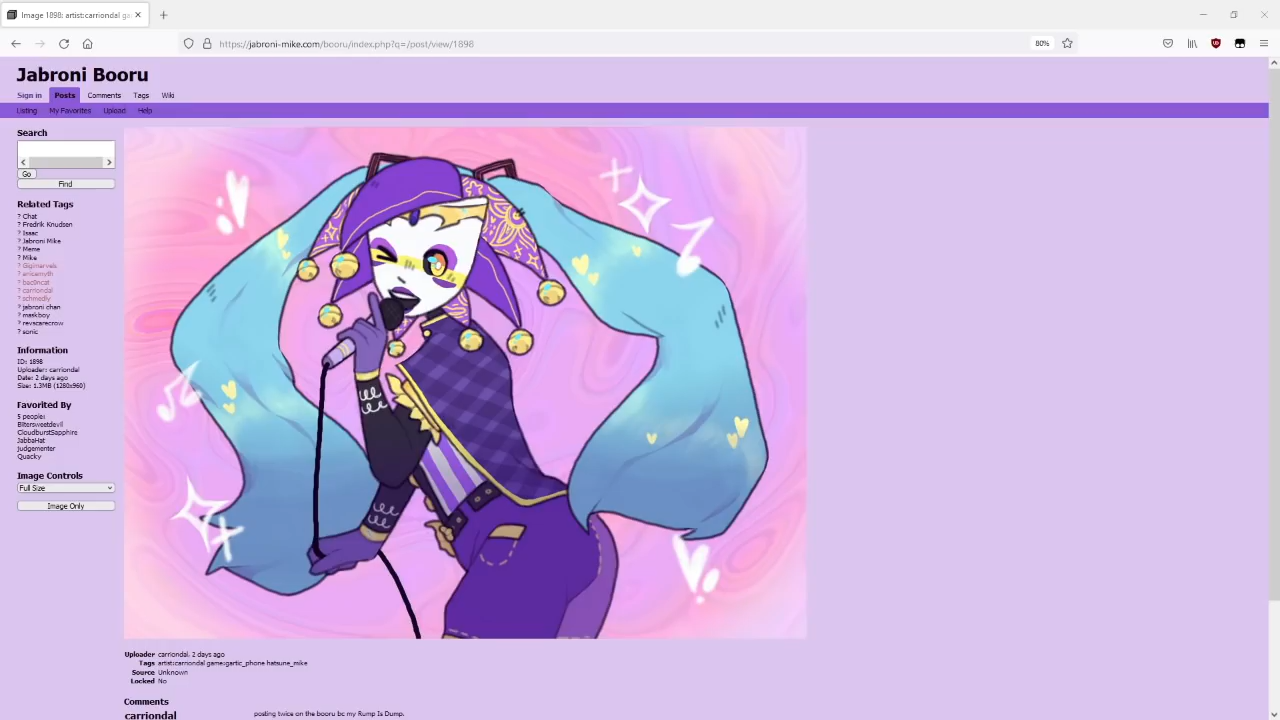 Image 1898: artist:carriondal ga
https://jabroni-mike.com/booru/index.php?q=/post/view/1898
80%
Jabroni Booru
Sign in Posts Comments Tags Wiki
Listing My Favorites Upload Help
Search
Go
Find
Related Tags
? Chat
? Fredrik Knudsen
? Isaac
? Jabroni Mike
? Meme
? Mike
? Gigimarvels
? anicamyth
? bac0ncat
? carriondal
? schmedly
? jabroni chan
? maskboy
? revscarecrow
? sonic
Information
ID: 1898
Uploader: carriondal
Date: 2 days ago
Size: 1.3MB (1280x960)
Favorited By
5 people:
Bitersweetdevil
CloudburstSapphire
JabbaHat
judgementer
Quacky
Image Controls
Full Size
Image Only
Uploader carriondal, 2 days ago
Tags artist:carriondal game:gartic_phone hatsune_mike
Source Unknown
Locked No
Comments
carriondal posting twice on the booru bc my Rump Is Dump.